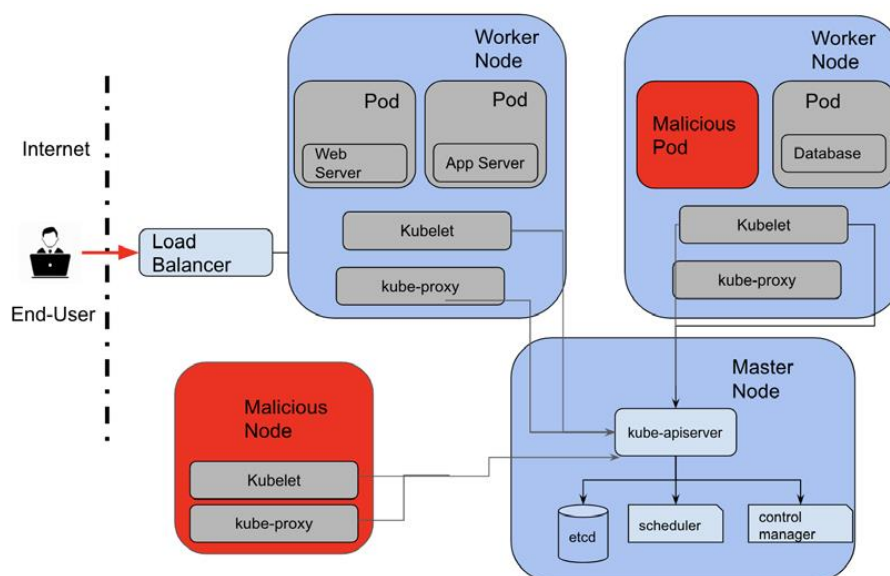 Internet
End-User
Load
Balancer
Worker
Node
Pod
Web
Server
Pod
App Server
Kubelet
kube-proxy
Worker
Node
Malicious
Pod
Pod
Database
Kubelet
kube-proxy
Malicious
Node
Kubelet
kube-proxy
Master
Node
kube-apiserver
etcd
scheduler
control
manager